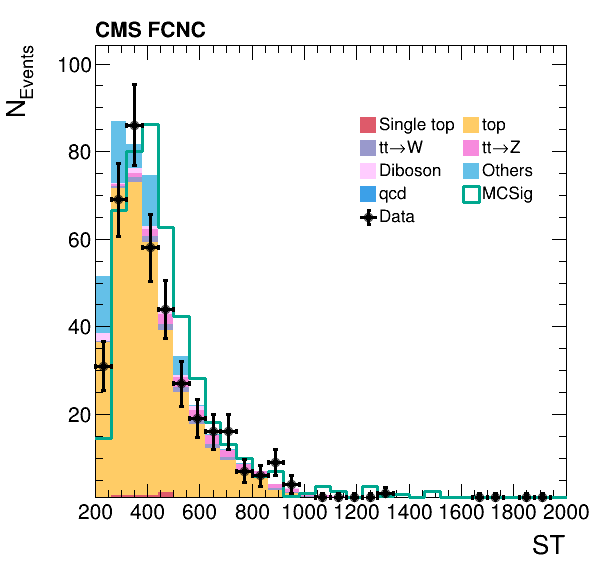 CMS FCNC
N_Events
100
80
60
40
20
Single top top
tt→W tt→Z
Diboson Others
qcd MCSig
Data
200 400 600 800 1000 1200 1400 1600 1800 2000
ST